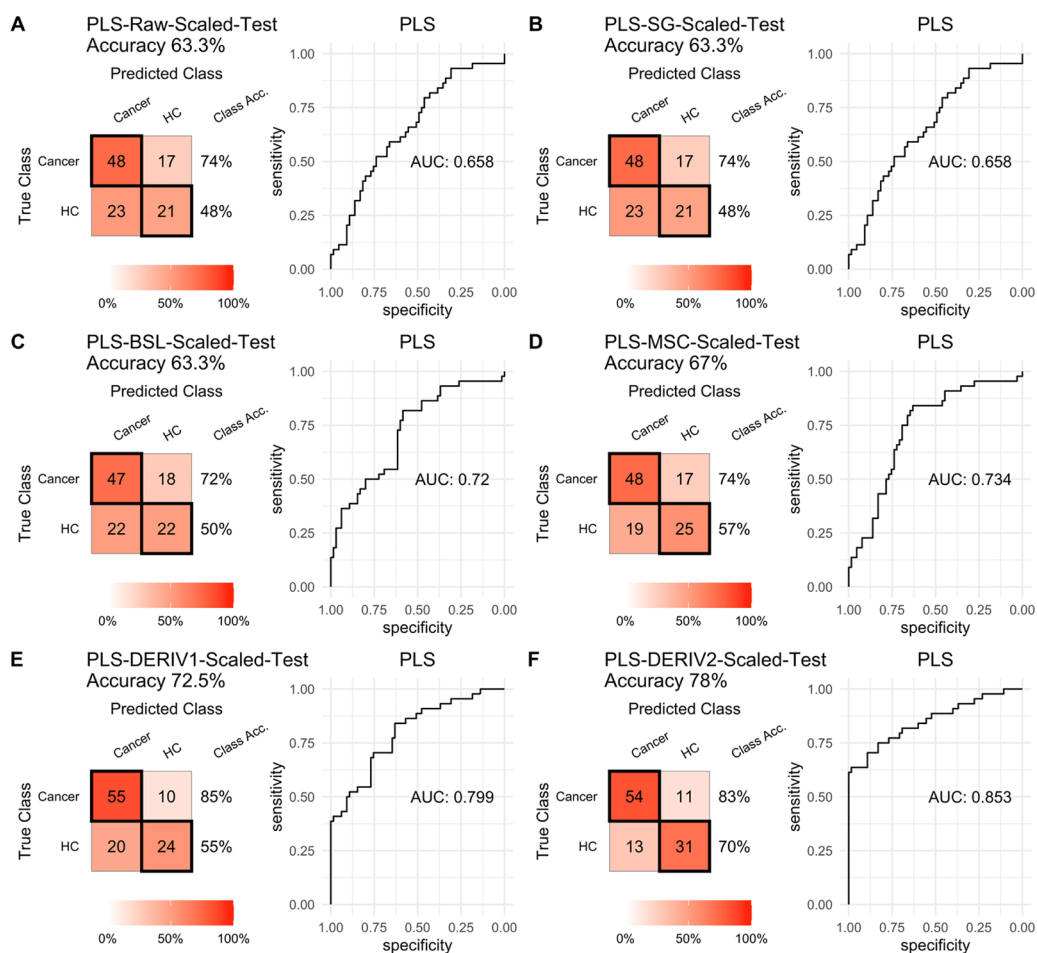 A
PLS-Raw-Scaled-Test
Accuracy 63.3%
Predicted Class
Cancer
HC
Class Acc.
True Class
Cancer
48
17
74%
HC
23
21
48%
0%
50%
100%
PLS
sensitivity
1.00
0.75
0.50
0.25
0.00
AUC: 0.658
1.00
0.75
0.50
0.25
0.00
specificity
B
PLS-SG-Scaled-Test
Accuracy 63.3%
Predicted Class
Cancer
HC
Class Acc.
True Class
Cancer
48
17
74%
HC
23
21
48%
0%
50%
100%
PLS
sensitivity
1.00
0.75
0.50
0.25
0.00
AUC: 0.658
1.00
0.75
0.50
0.25
0.00
specificity
C
PLS-BSL-Scaled-Test
Accuracy 63.3%
Predicted Class
Cancer
HC
Class Acc.
True Class
Cancer
47
18
72%
HC
22
22
50%
0%
50%
100%
PLS
sensitivity
1.00
0.75
0.50
0.25
0.00
AUC: 0.72
1.00
0.75
0.50
0.25
0.00
specificity
D
PLS-MSC-Scaled-Test
Accuracy 67%
Predicted Class
Cancer
HC
Class Acc.
True Class
Cancer
48
17
74%
HC
19
25
57%
0%
50%
100%
PLS
sensitivity
1.00
0.75
0.50
0.25
0.00
AUC: 0.734
1.00
0.75
0.50
0.25
0.00
specificity
E
PLS-DERIV1-Scaled-Test
Accuracy 72.5%
Predicted Class
Cancer
HC
Class Acc.
True Class
Cancer
55
10
85%
HC
20
24
55%
0%
50%
100%
PLS
sensitivity
1.00
0.75
0.50
0.25
0.00
AUC: 0.799
1.00
0.75
0.50
0.25
0.00
specificity
F
PLS-DERIV2-Scaled-Test
Accuracy 78%
Predicted Class
Cancer
HC
Class Acc.
True Class
Cancer
54
11
83%
HC
13
31
70%
0%
50%
100%
PLS
sensitivity
1.00
0.75
0.50
0.25
0.00
AUC: 0.853
1.00
0.75
0.50
0.25
0.00
specificity